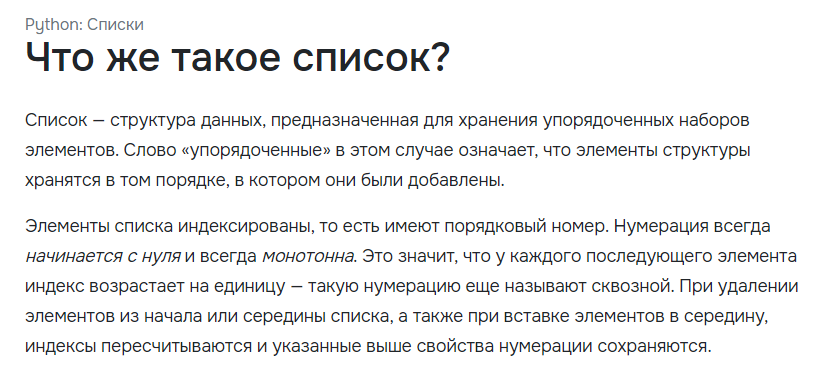 Python: Списки
Что же такое список?
Список — структура данных, предназначенная для хранения упорядоченных наборов
элементов. Слово «упорядоченные» в этом случае означает, что элементы структуры
хранятся в том порядке, в котором они были добавлены.
Элементы списка индексированы, то есть имеют порядковый номер. Нумерация всегда
начинается с нуля и всегда монотонна. Это значит, что у каждого последующего элемента
индекс возрастает на единицу — такую нумерацию еще называют сквозной. При удалении
элементов из начала или середины списка, а также при вставке элементов в середину,
индексы пересчитываются и указанные выше свойства нумерации сохраняются.